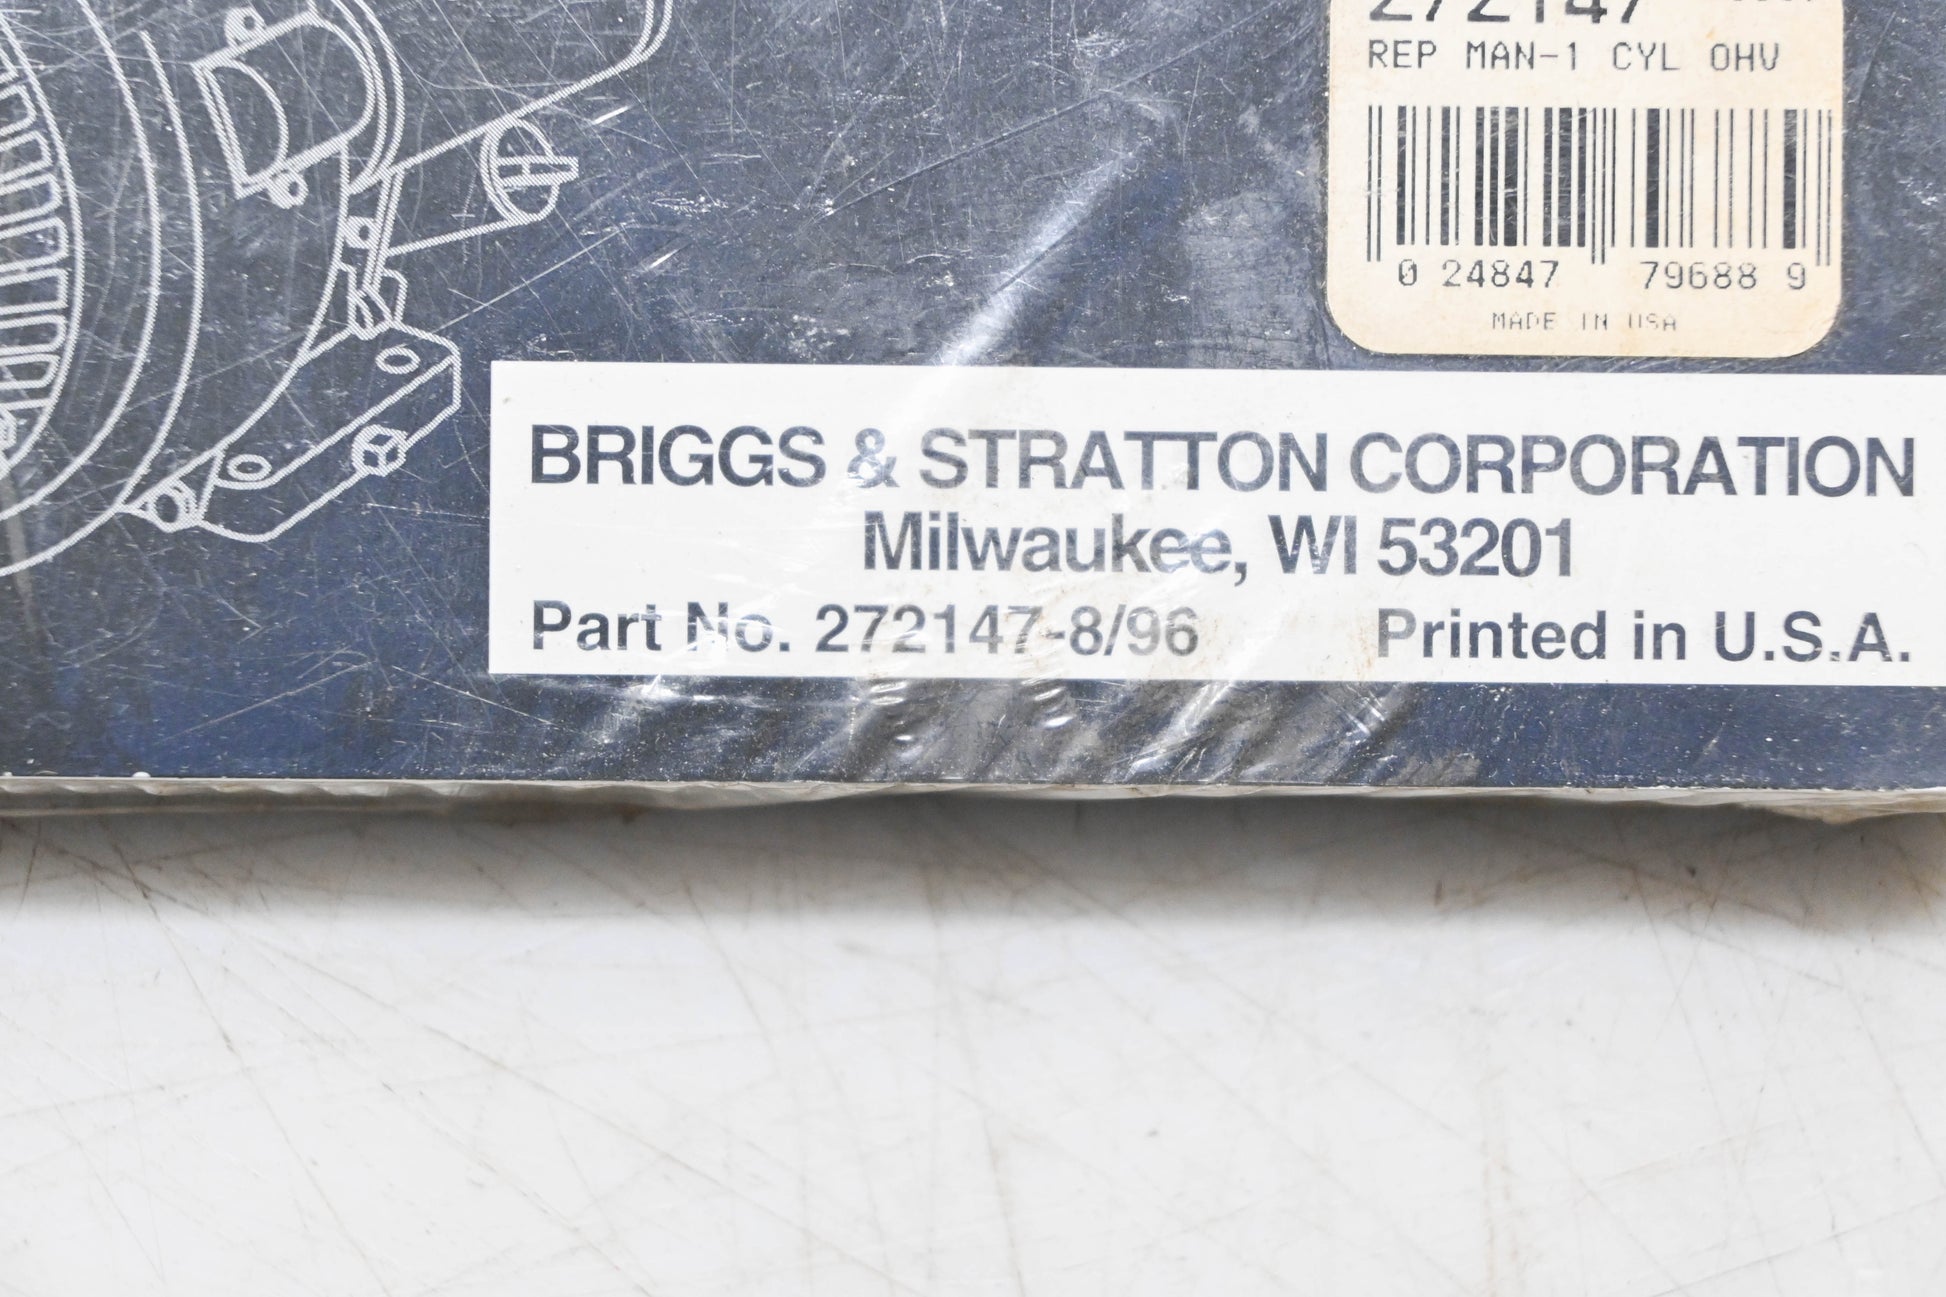 272147
REP MAN-1 CYL OHV
0 24847 79688 9
MADE IN USA
BRIGGS & STRATTON CORPORATION
Milwaukee, WI 53201
Part No. 272147-8/96 Printed in U.S.A.